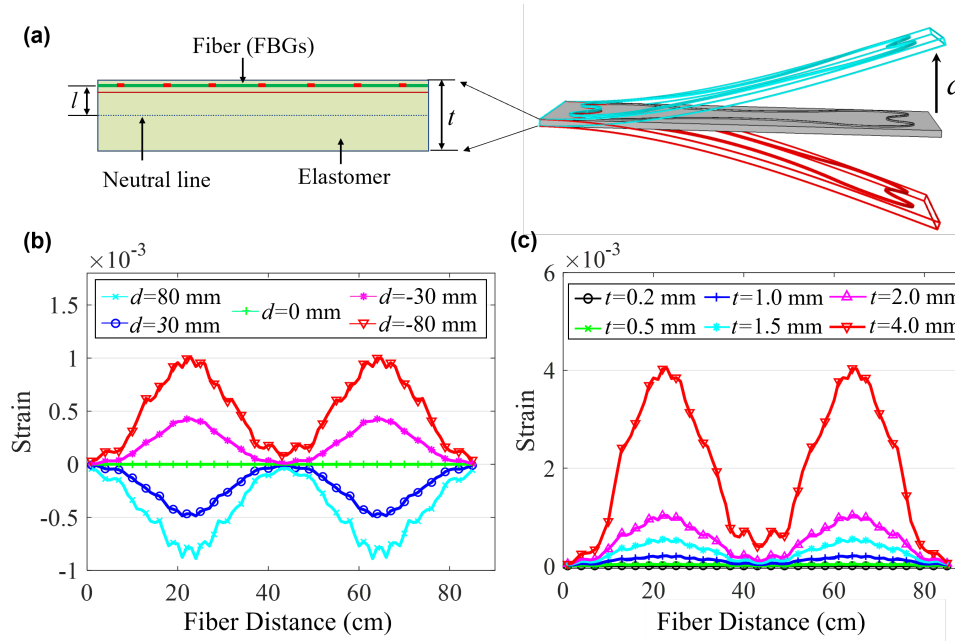 (a)
Fiber (FBGs)
l
t
d
Neutral line
Elastomer
(b)
(c)
×10⁻³
d=80 mm
d=-30 mm
d=0 mm
d=30 mm
d=-80 mm
1.5
1
0.5
0
-0.5
-1
Strain
0
20
40
60
80
Fiber Distance (cm)
×10⁻³
t=0.2 mm
t=1.0 mm
t=2.0 mm
t=0.5 mm
t=1.5 mm
t=4.0 mm
6
4
2
0
Strain
0
20
40
60
80
Fiber Distance (cm)